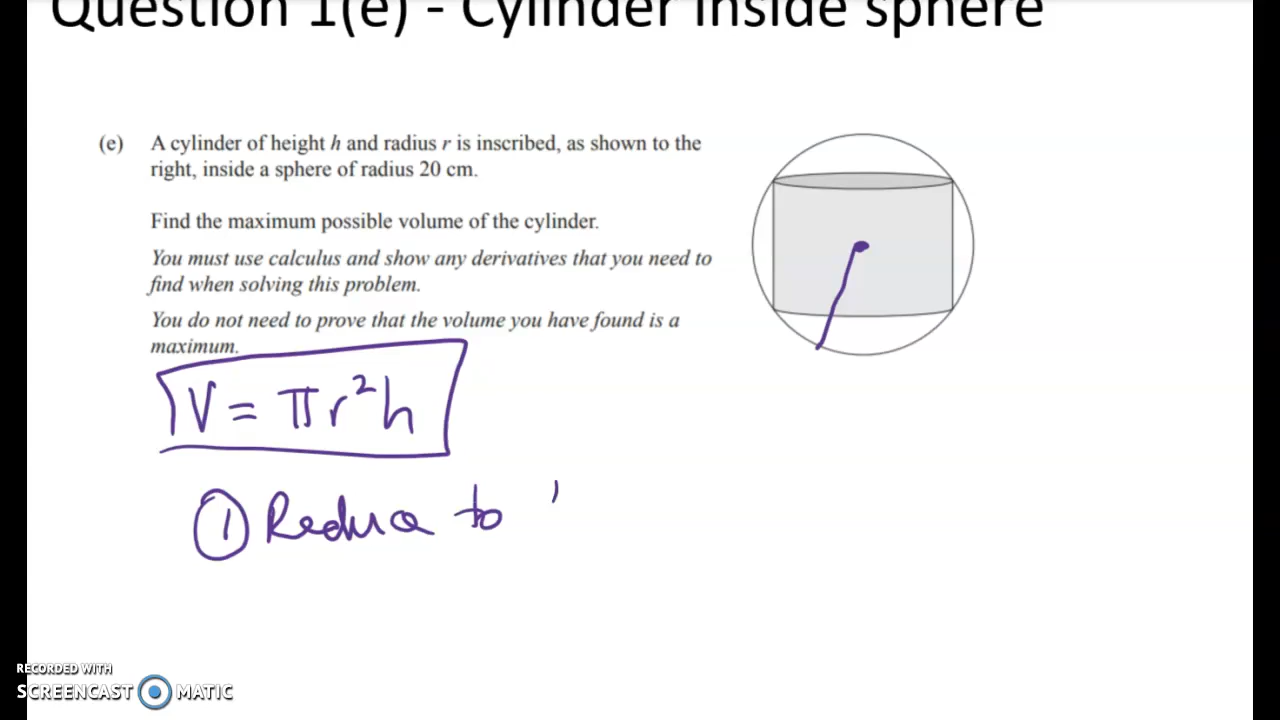 Question 1(e) - Cylinder inside sphere
(e) A cylinder of height h and radius r is inscribed, as shown to the
right, inside a sphere of radius 20 cm.
Find the maximum possible volume of the cylinder.
You must use calculus and show any derivatives that you need to
find when solving this problem.
You do not need to prove that the volume you have found is a
maximum.
V = πr²h
① Reduce to
RECORDED WITH
SCREENCAST MATIC